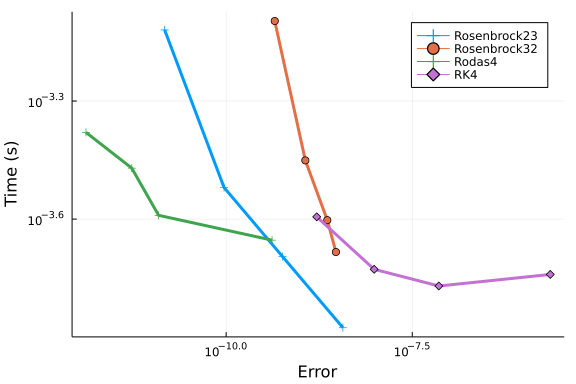 Rosenbrock23
Rosenbrock32
Rodas4
RK4
10^-3.3
10^-3.6
Time (s)
10^-10.0
10^-7.5
Error